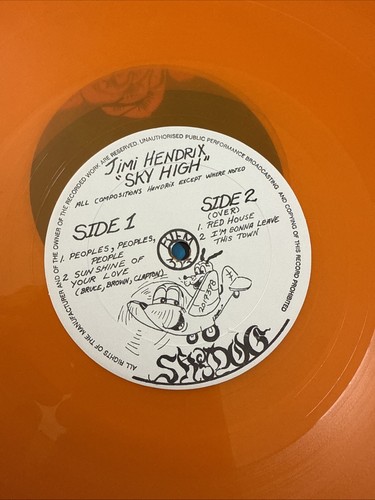 ALL RIGHTS OF THE MANUFACTURER AND OF THE OWNER OF THE RECORDED WORK ARE RESERVED. UNAUTHORISED PUBLIC PERFORMANCE BROADCASTING AND COPYING OF THIS RECORD PROHIBITED
JIMI HENDRIX
"SKY HIGH"
ALL COMPOSITIONS HENDRIX EXCEPT WHERE NOTED
SIDE 1
1. PEOPLES, PEOPLES,
PEOPLE
2. SUNSHINE OF
YOUR LOVE
(BRUCE, BROWN, CLAPTON)
SIDE 2
(OVER)
1. RED HOUSE
2. I'M GONNA LEAVE
THIS TOWN